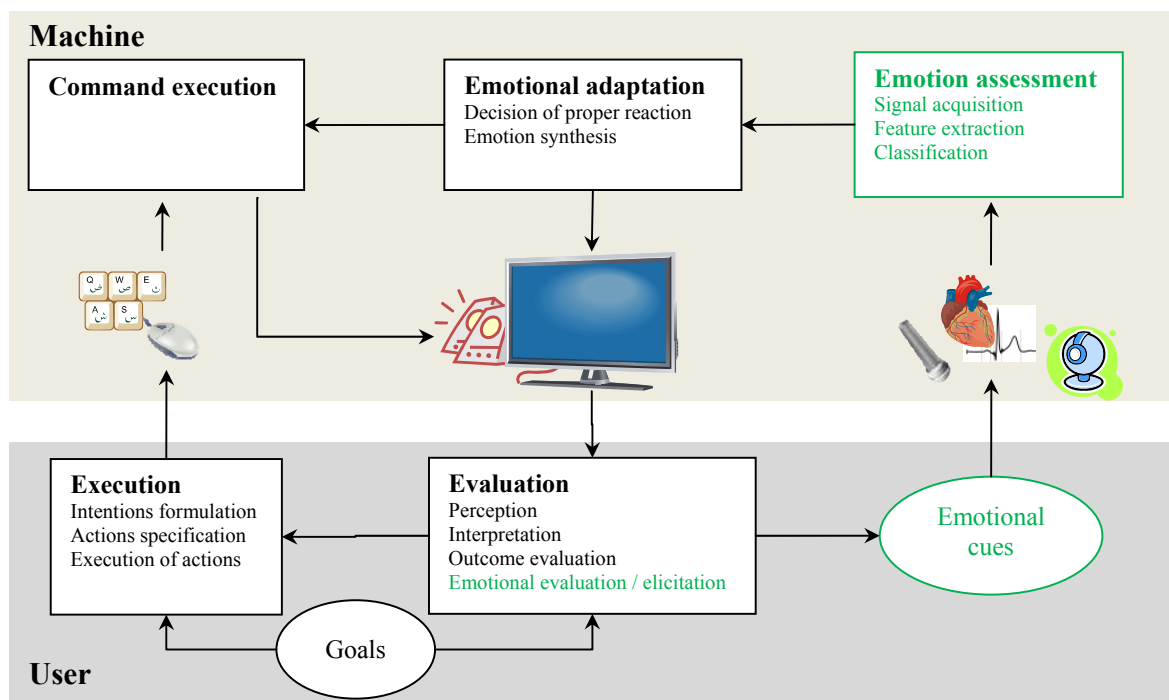 Machine
Command execution
Emotional adaptation
Decision of proper reaction
Emotion synthesis
Emotion assessment
Signal acquisition
Feature extraction
Classification
Q ض
W ص
E ث
A ش
S س
Execution
Intentions formulation
Actions specification
Execution of actions
Evaluation
Perception
Interpretation
Outcome evaluation
Emotional evaluation / elicitation
Emotional
cues
Goals
User